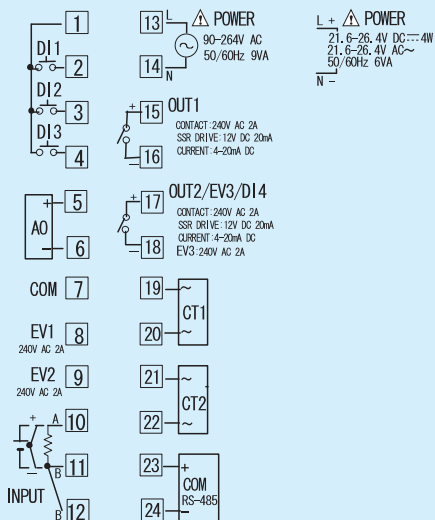 1
DI1
2
DI2
3
DI3
4
+ 5
AO
− 6
COM 7
EV1 8
240V AC 2A
EV2 9
240V AC 2A
+ A 10
− B 11
INPUT
B 12
13 L POWER
90-264V AC
50/60Hz 9VA
14 N
+ 15 OUT1
CONTACT:240V AC 2A
SSR DRIVE:12V DC 20mA
− 16 CURRENT:4-20mA DC
+ 17 OUT2/EV3/DI4
CONTACT:240V AC 2A
SSR DRIVE:12V DC 20mA
CURRENT:4-20mA DC
− 18 EV3:240V AC 2A
19 ~
CT1
20 ~
21 ~
CT2
22 ~
23 +
COM
RS-485
24 −
L + POWER
21.6-26.4V DC⎓4W
21.6-26.4V AC~
50/60Hz 6VA
N −